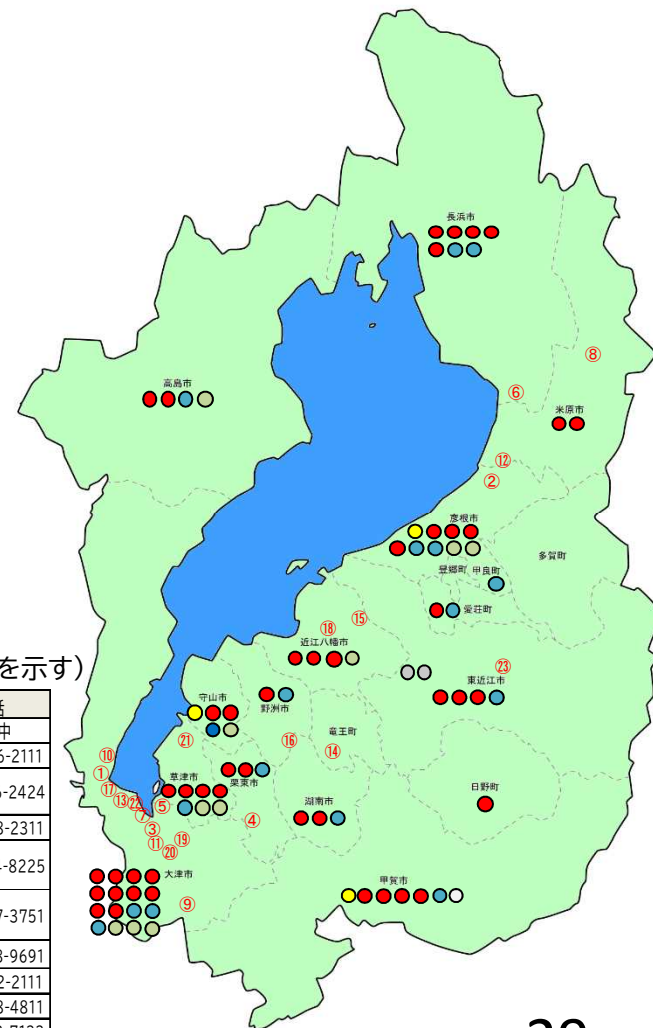 長浜市
⑧
高島市
⑥
米原市
⑫
②
彦根市
多賀町
豊郷町 甲良町
愛荘町
⑮
⑱
近江八幡市
㉓
東近江市
を示す）
守山市
野洲市
竜王町
話
中
㉑
⑯
⑭
⑩
6-2111
①
栗東市
草津市
日野町
⑰
-2424
⑬
㉒
⑤
湖南市
⑦
④
3-2311
③
⑲
⑪
⑳
-8225
大津市
甲賀市
⑨
7-3751
3-9691
2-2111
3-4811